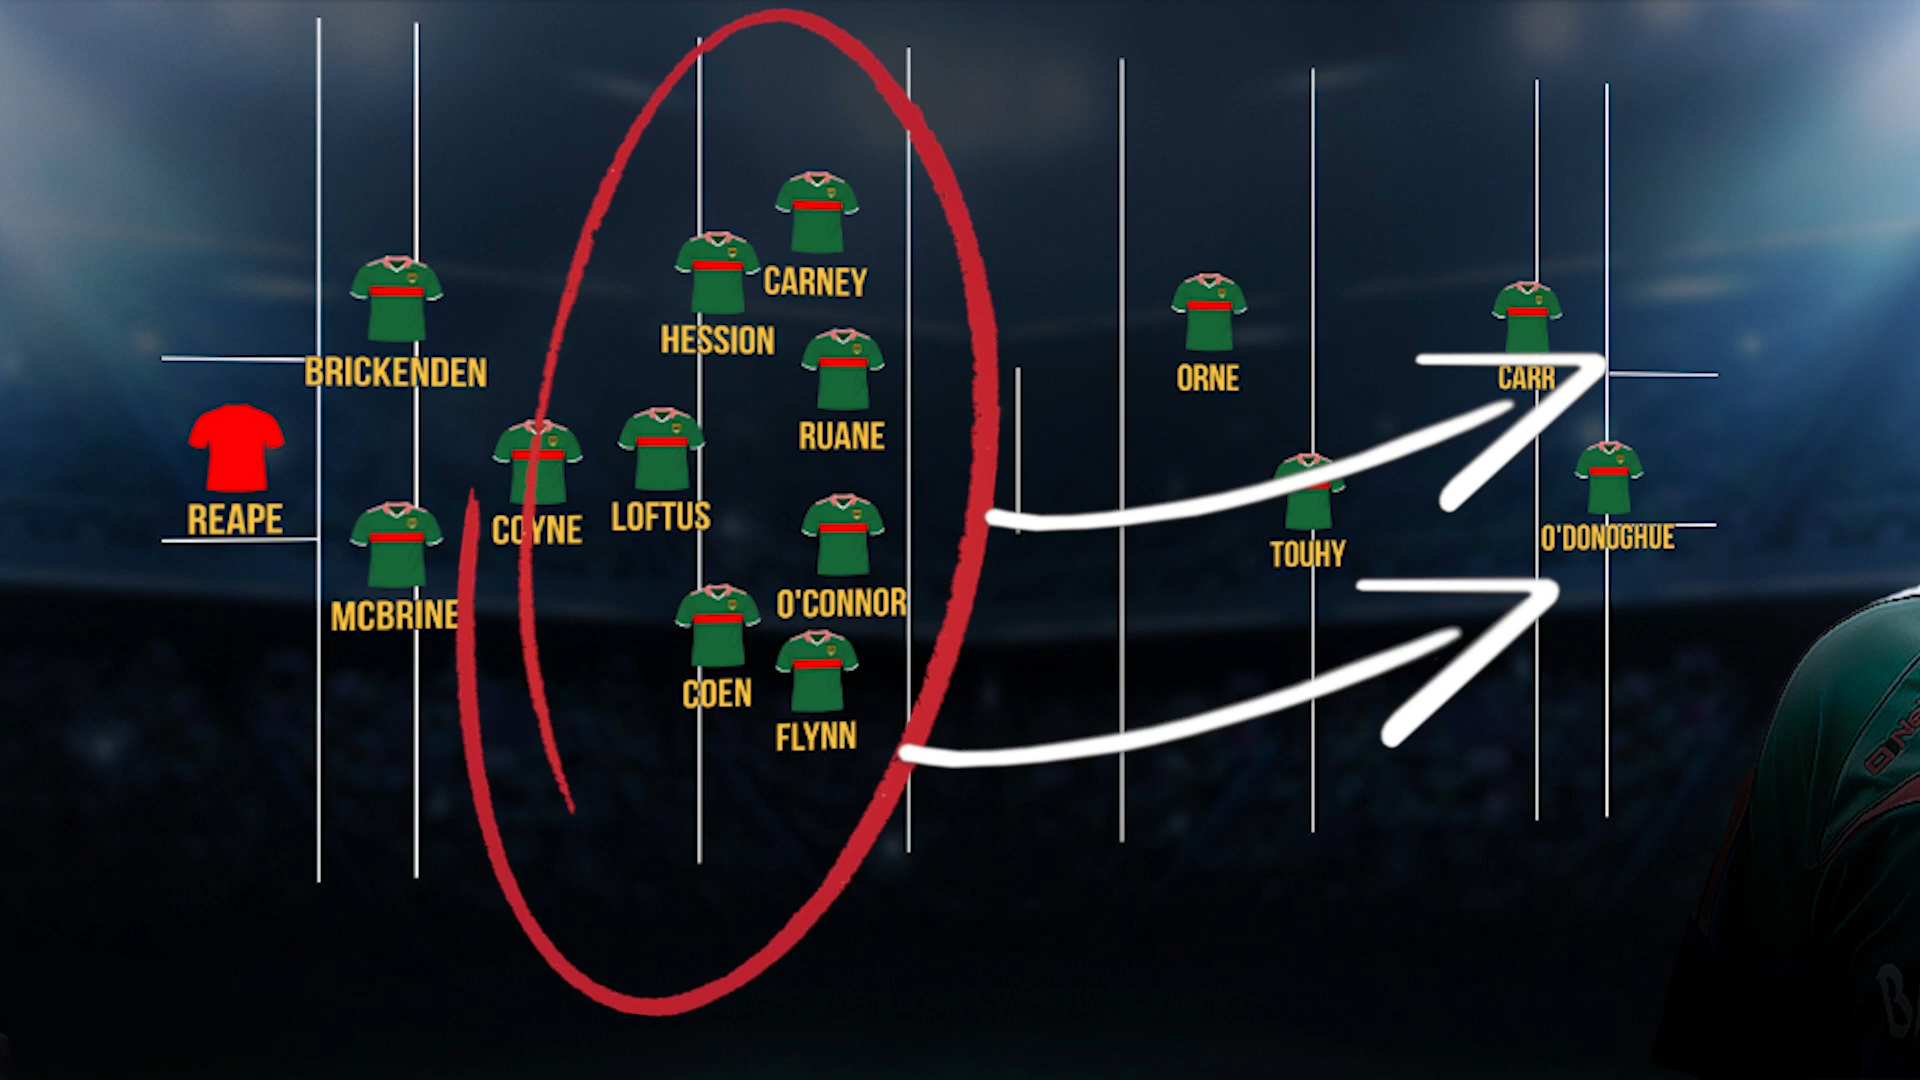 CARNEY
HESSION
BRICKENDEN
ORNE
CARR
RUANE
REAPE
COYNE
LOFTUS
TOUHY
O'DONOGHUE
MCBRINE
O'CONNOR
COEN
FLYNN